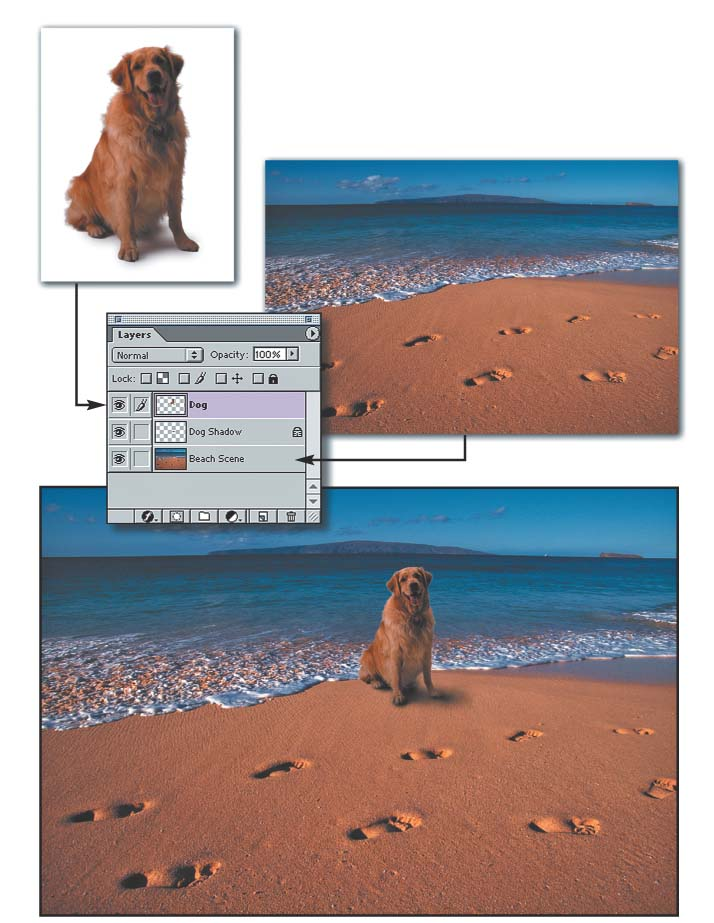 Layers
Normal Opacity: 100%
Lock:
Dog
Dog Shadow
Beach Scene